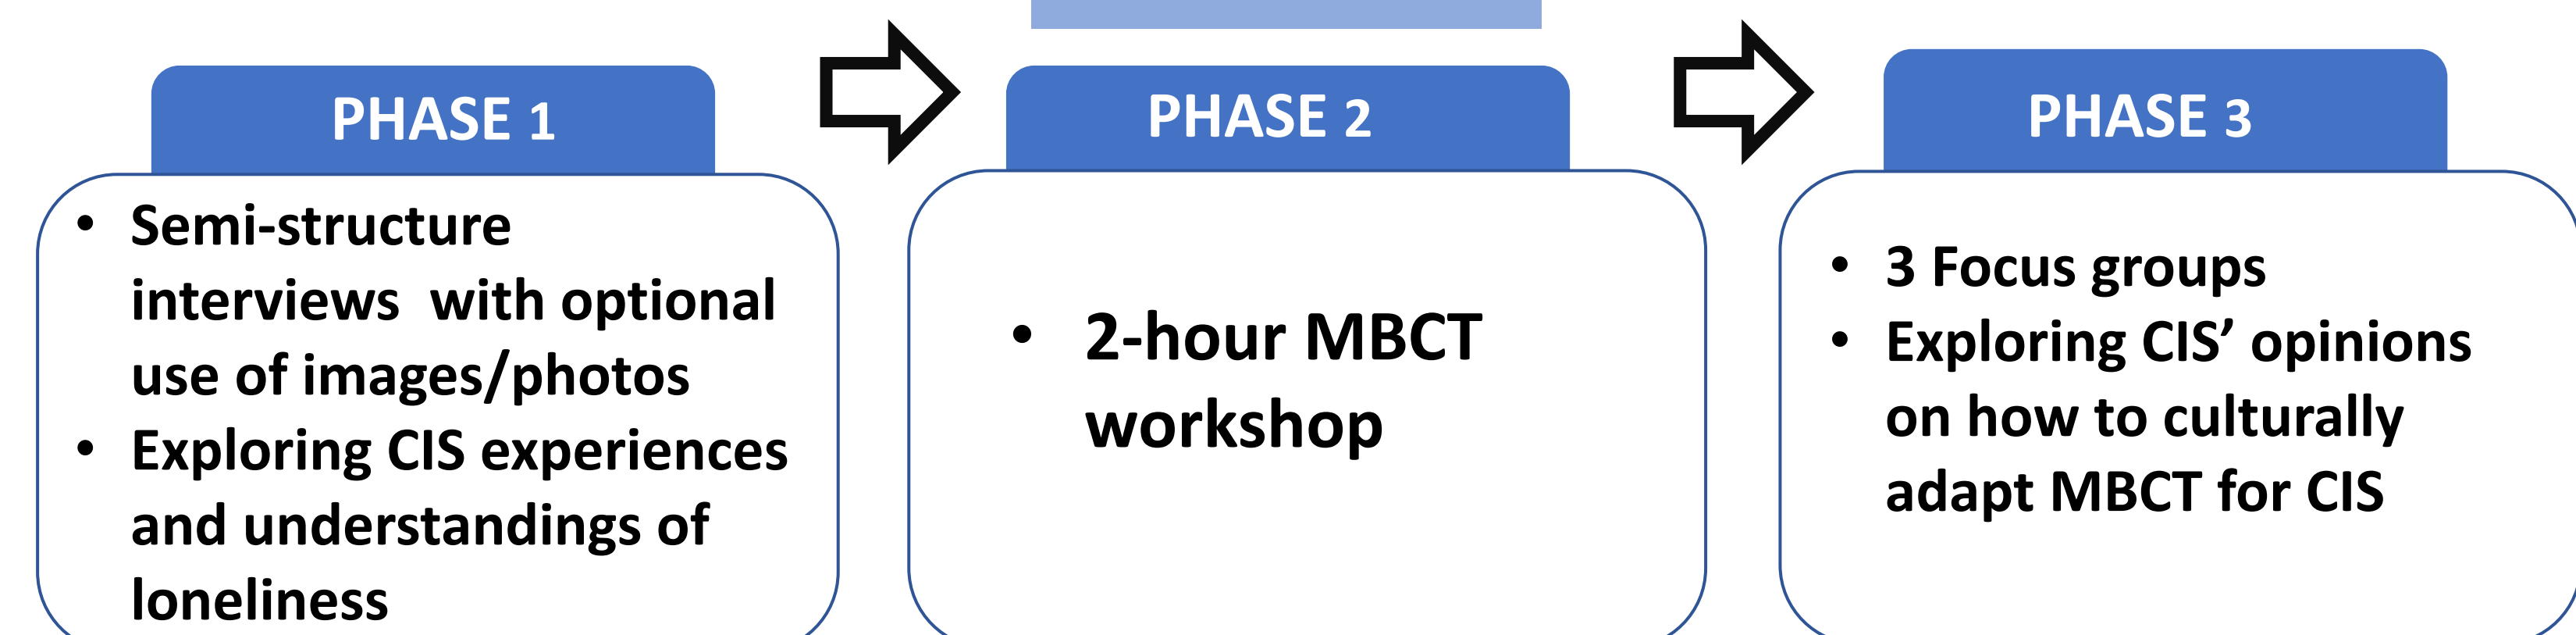 PHASE 1
• Semi-structure
interviews  with optional
use of images/photos
• Exploring CIS experiences
and understandings of
loneliness
PHASE 2
• 2-hour MBCT
workshop
PHASE 3
• 3 Focus groups
• Exploring CIS’ opinions
on how to culturally
adapt MBCT for CIS